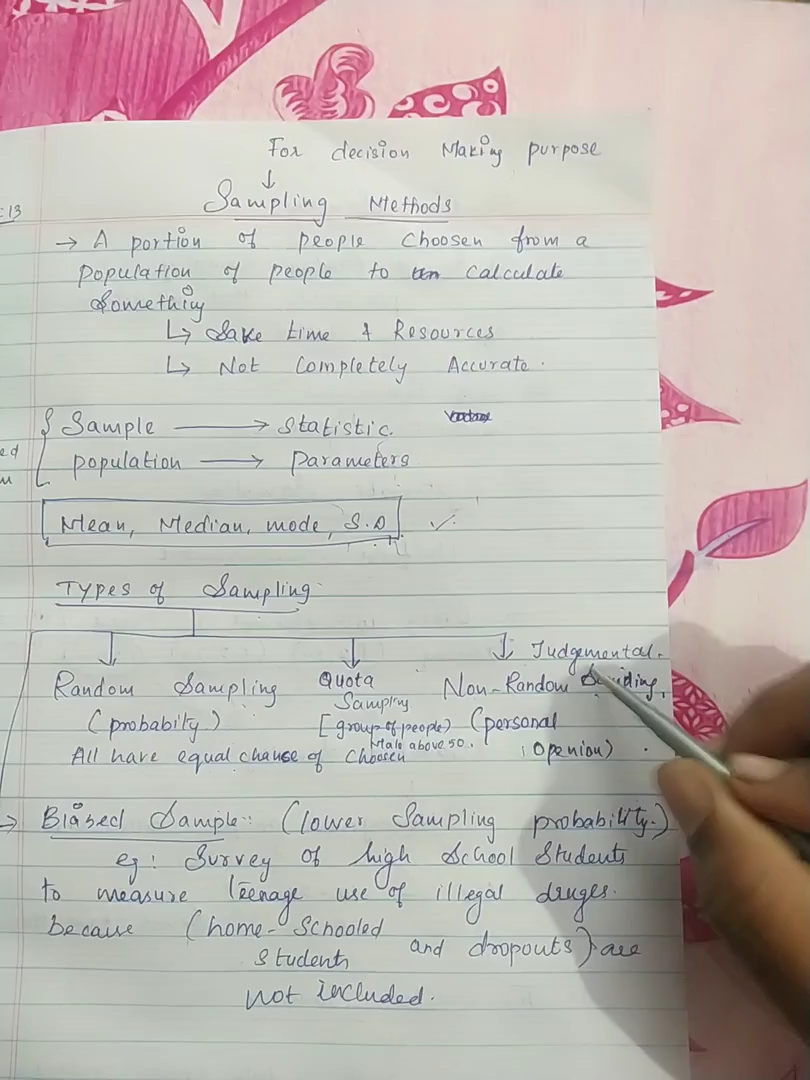 For decision Making purpose
↓
Sampling Methods
:13
→ A portion of people choosen from a
population of people to calculate
Something
↳ Save time & Resources
↳ Not Completely Accurate.
{ Sample → Statistic.
population → Parameters
ed
Mean, Median, mode, S.D
Types of Sampling
Judgemental.
Random Sampling
(probabity)
All have equal chance of Choosen
Quota
Sampling
[group of people)
Male above 50.
Non-Random
(personal
Openion)
→ Biased Sample:: (lower Sampling probability.)
eg: Survey of high School Students
to measure teenage use of illegal druges.
because (home-Schooled
Students and dropouts) are
not included.